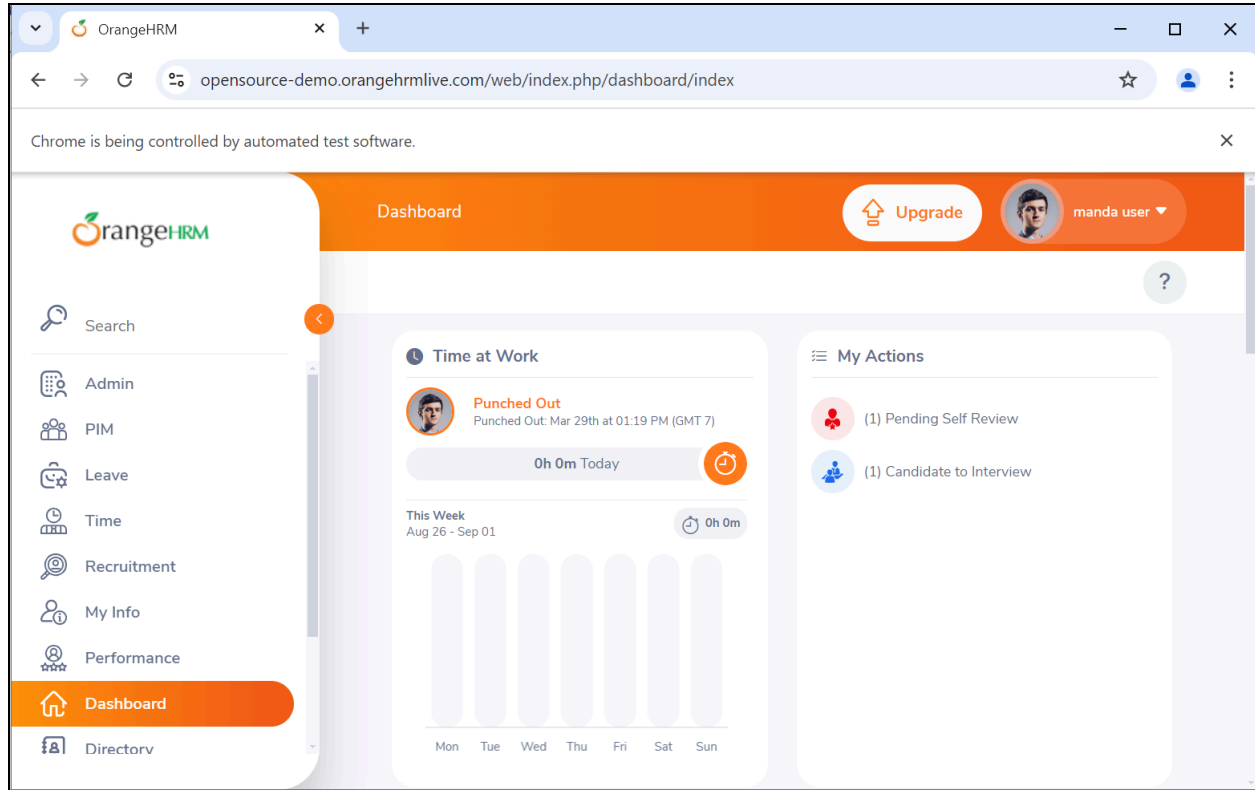 OrangeHRM
opensource-demo.orangehrmlive.com/web/index.php/dashboard/index
Chrome is being controlled by automated test software.
OrangeHRM
Dashboard
Upgrade
manda user
?
Search
Admin
PIM
Leave
Time
Recruitment
My Info
Performance
Dashboard
Directory
Time at Work
Punched Out
Punched Out: Mar 29th at 01:19 PM (GMT 7)
0h 0m Today
This Week
Aug 26 - Sep 01
0h 0m
Mon Tue Wed Thu Fri Sat Sun
My Actions
(1) Pending Self Review
(1) Candidate to Interview